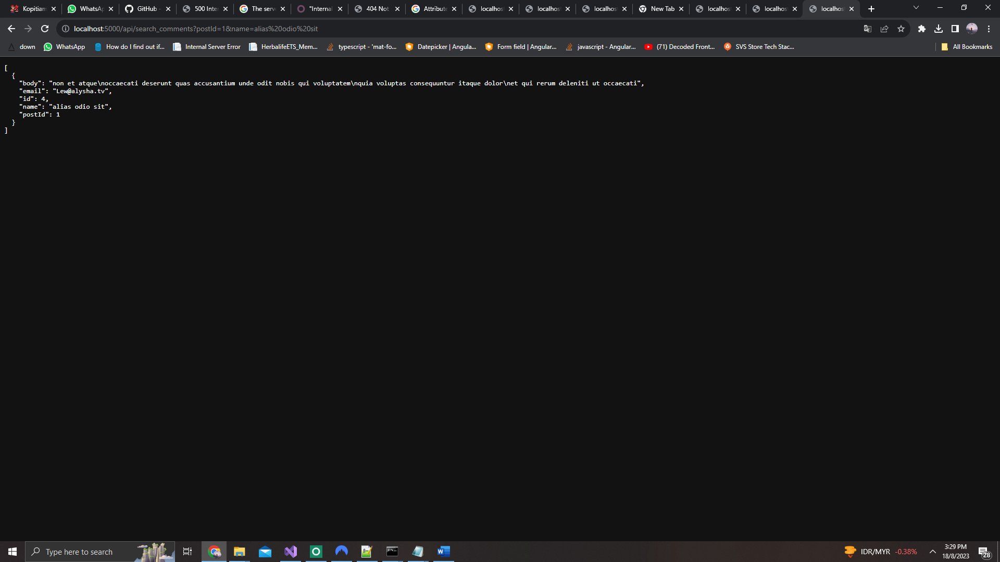 Kopitiam
WhatsAp
GitHub -
500 Inter
The serv
"Internal
404 Not
Attribute
localhos
localhos
localhos
New Tab
localhos
localhos
localhos
localhost:5000/api/search_comments?postId=1&name=alias%20odio%20sit
down
WhatsApp
How do I find out if...
Internal Server Error
HerbalifeETS_Mem...
typescript - 'mat-fo...
Datepicker | Angula...
Form field | Angular...
javascript - Angular...
(71) Decoded Front...
SVS Store Tech Stac...
All Bookmarks
[
{
"body": "non et atque\noccaecati deserunt quas accusantium unde odit nobis qui voluptatem\nquia voluptas consequuntur itaque dolor\net qui rerum deleniti ut occaecati",
"email": "Lew@alysha.tv",
"id": 4,
"name": "alias odio sit",
"postId": 1
}
]
Type here to search
IDR/MYR -0.38%
3:29 PM
18/8/2023
28